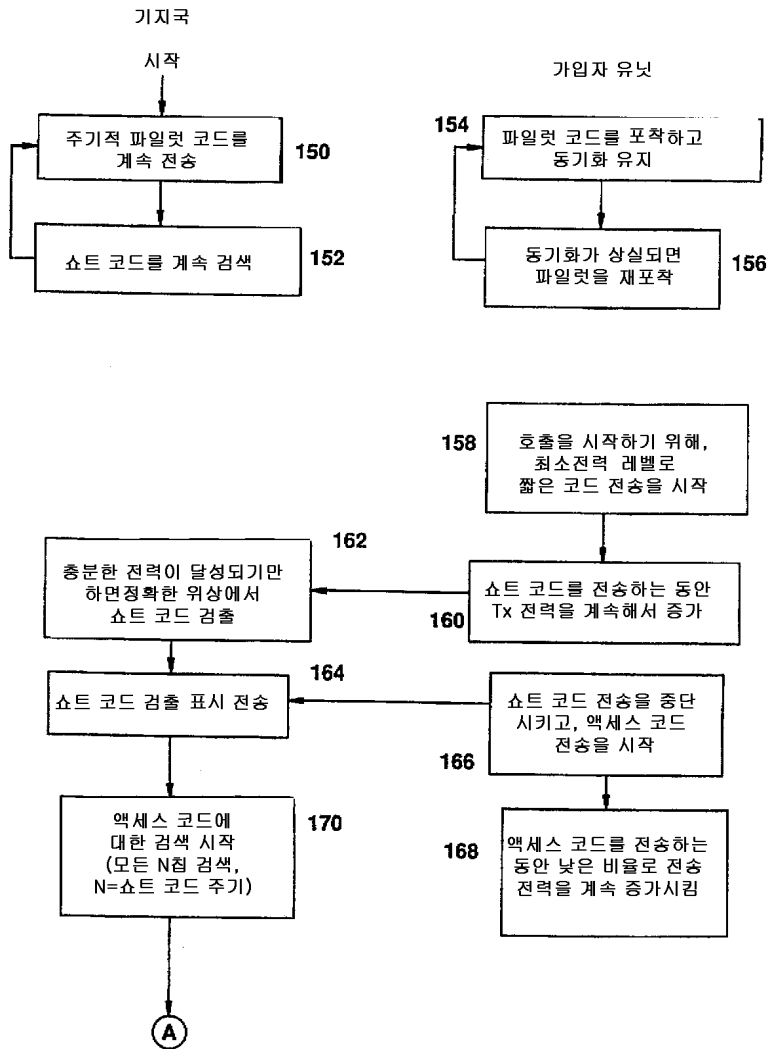 기지국
시작
주기적 파일럿 코드를
계속 전송
150
쇼트 코드를 계속 검색
152
가입자 유닛
154
파일럿 코드를 포착하고
동기화 유지
동기화가 상실되면
파일럿을 재포착
156
158
호출을 시작하기 위해,
최소전력 레벨로
짧은 코드 전송을 시작
162
충분한 전력이 달성되기만
하면정확한 위상에서
쇼트 코드 검출
쇼트 코드를 전송하는 동안
Tx 전력을 계속해서 증가
160
164
쇼트 코드 검출 표시 전송
쇼트 코드 전송을 중단
시키고, 액세스 코드
전송을 시작
166
액세스 코드에
대한 검색 시작
(모든 N칩 검색,
N=쇼트 코드 주기)
170
168
액세스 코드를 전송하는
동안 낮은 비율로 전송
전력을 계속 증가시킴
A